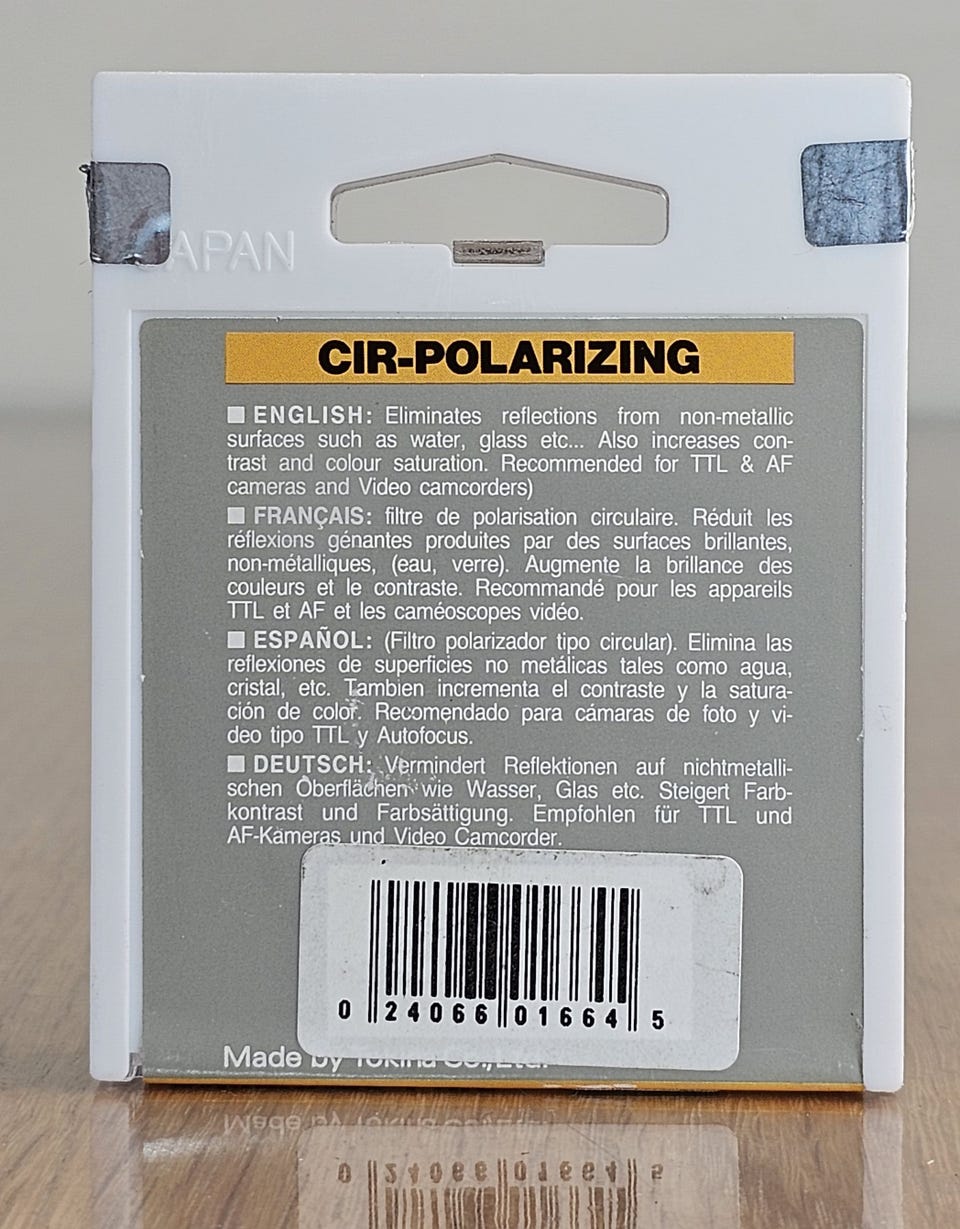 JAPAN
CIR-POLARIZING
■ ENGLISH: Eliminates reflections from non-metallic
surfaces such as water, glass etc... Also increases con-
trast and colour saturation. Recommended for TTL & AF
cameras and Video camcorders)
■ FRANÇAIS: filtre de polarisation circulaire. Réduit les
réflexions génantes produites par des surfaces brillantes,
non-métalliques, (eau, verre). Augmente la brillance des
couleurs et le contraste. Recommandé pour les appareils
TTL et AF et les caméoscopes vidéo.
■ ESPAÑOL: (Filtro polarizador tipo circular). Elimina las
reflexiones de superficies no metálicas tales como agua,
cristal, etc. Tambien incrementa el contraste y la satura-
ción de color. Recomendado para cámaras de foto y vi-
deo tipo TTL y Autofocus.
■ DEUTSCH: Vermindert Reflektionen auf nichtmetalli-
schen Oberflächen wie Wasser, Glas etc. Steigert Farb-
kontrast und Farbsättigung. Empfohlen für TTL und
AF-Kameras und Video Camcorder.
0 24066 01664 5
Made by Tokina Co.,Ltd.